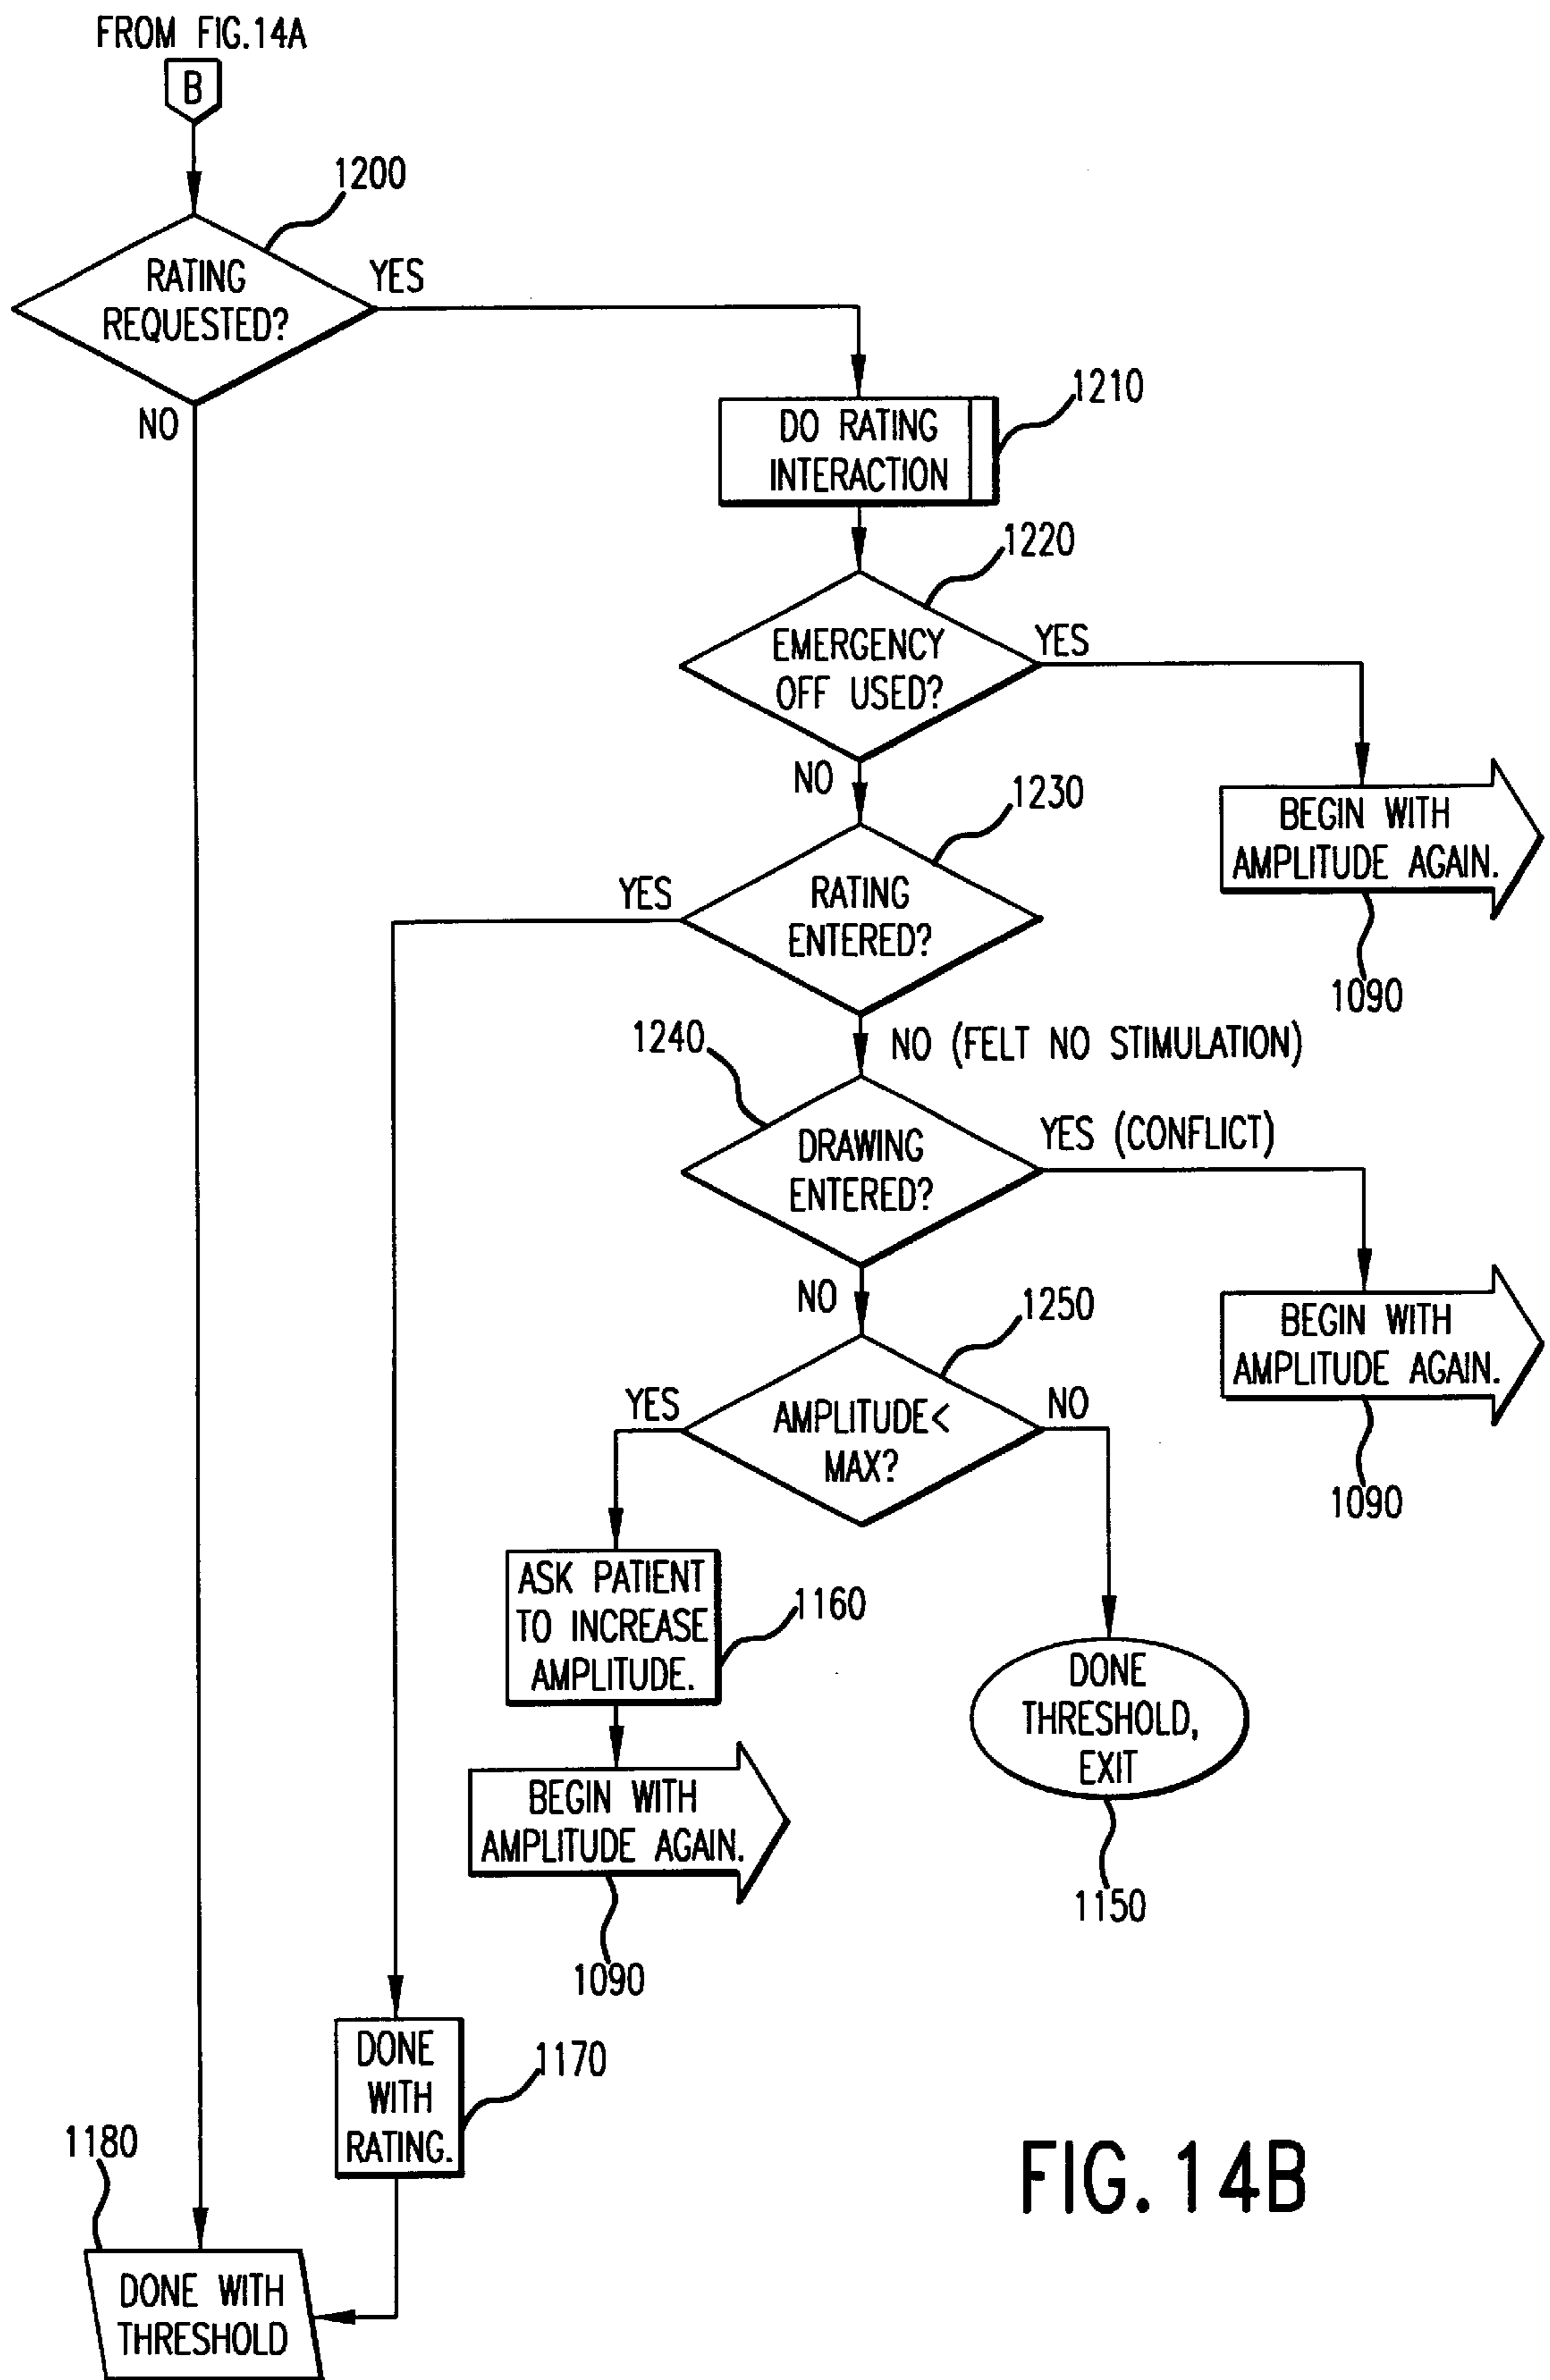 FROM FIG.14A
B
1200
RATING
REQUESTED?
YES
NO
1210
DO RATING
INTERACTION
1220
EMERGENCY
OFF USED?
YES
NO
BEGIN WITH
AMPLITUDE AGAIN.
1090
1230
RATING
ENTERED?
YES
NO (FELT NO STIMULATION)
1240
DRAWING
ENTERED?
YES (CONFLICT)
NO
BEGIN WITH
AMPLITUDE AGAIN.
1090
1250
AMPLITUDE<
MAX?
YES
NO
ASK PATIENT
TO INCREASE
AMPLITUDE.
1160
DONE
THRESHOLD,
EXIT
1150
BEGIN WITH
AMPLITUDE AGAIN.
1090
DONE
WITH
RATING.
1170
1180
DONE WITH
THRESHOLD
FIG. 14B